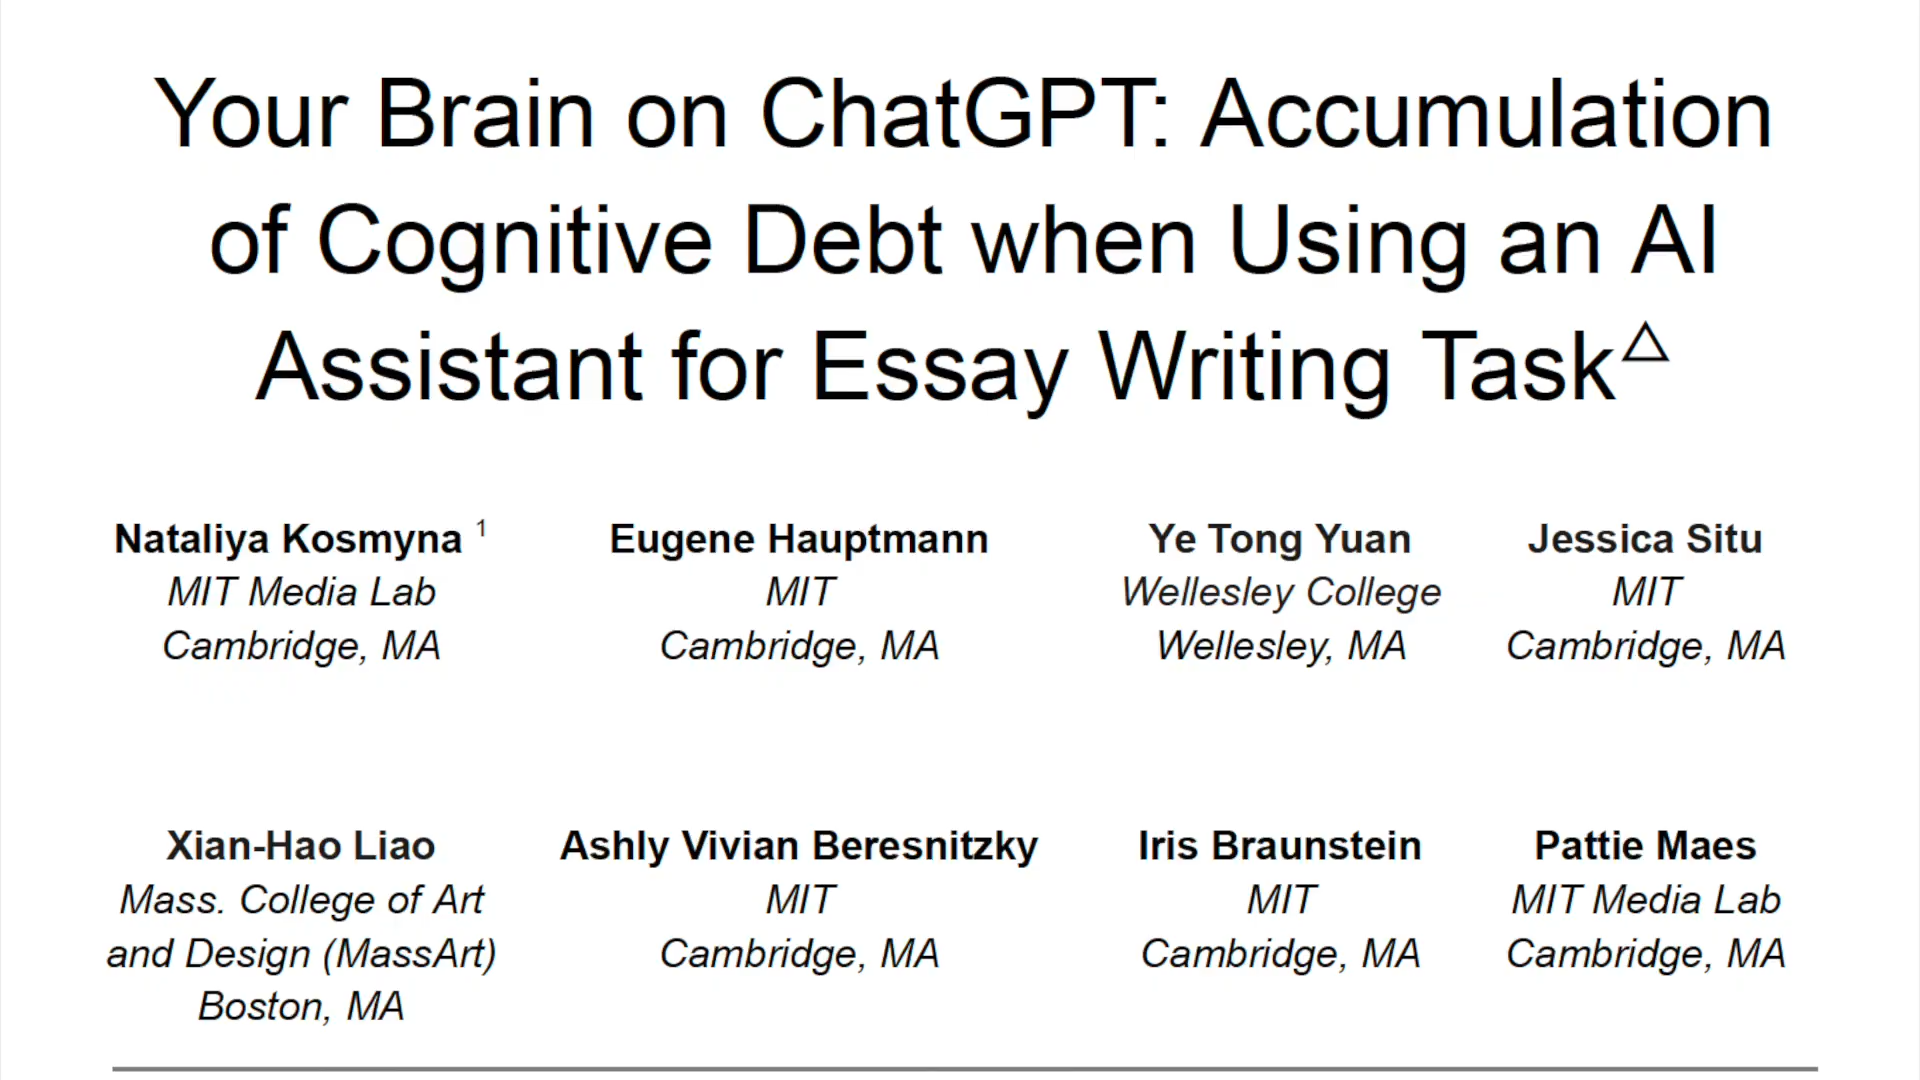 Your Brain on ChatGPT: Accumulation
of Cognitive Debt when Using an AI
Assistant for Essay Writing Task△
Nataliya Kosmyna ¹
MIT Media Lab
Cambridge, MA
Eugene Hauptmann
MIT
Cambridge, MA
Ye Tong Yuan
Wellesley College
Wellesley, MA
Jessica Situ
MIT
Cambridge, MA
Xian-Hao Liao
Mass. College of Art
and Design (MassArt)
Boston, MA
Ashly Vivian Beresnitzky
MIT
Cambridge, MA
Iris Braunstein
MIT
Cambridge, MA
Pattie Maes
MIT Media Lab
Cambridge, MA